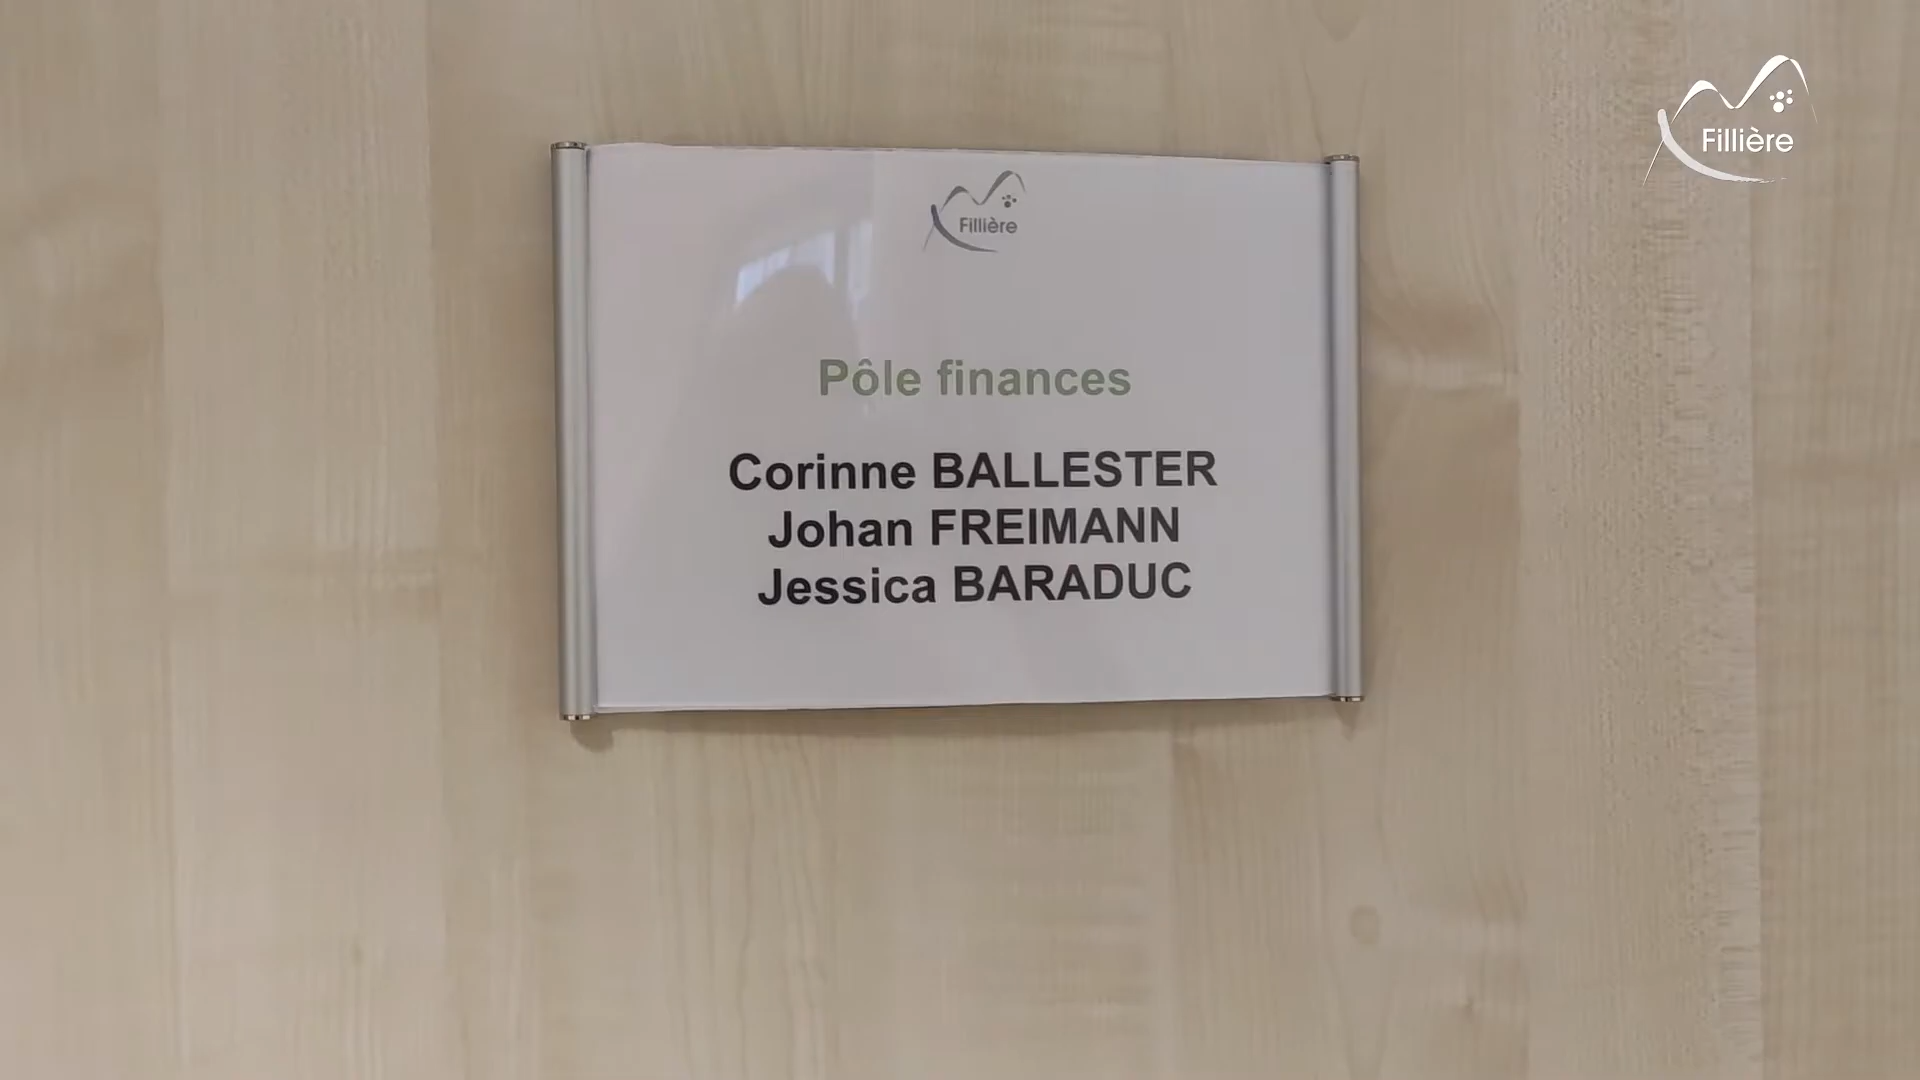 Fillière
Fillière
Pôle finances
Corinne BALLESTER
Johan FREIMANN
Jessica BARADUC